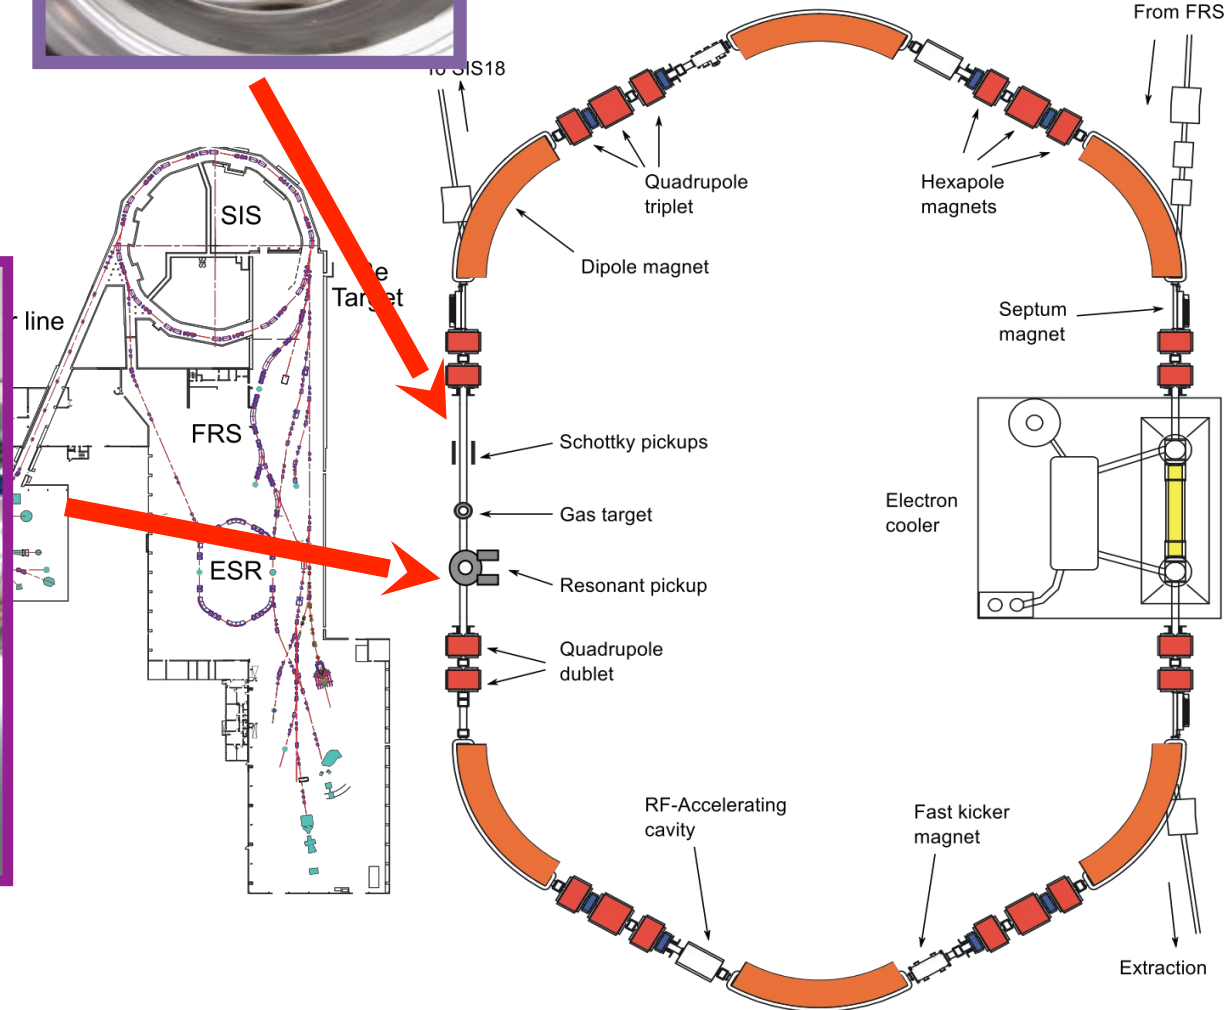 From FRS
SIS18
Quadrupole
triplet
Hexapole
magnets
SIS
SIS
Dipole magnet
Target
line
Septum
magnet
FRS
Schottky pickups
Electron
cooler
Gas target
ESR
Resonant pickup
Quadrupole
dublet
RF-Accelerating
cavity
Fast kicker
magnet
Extraction